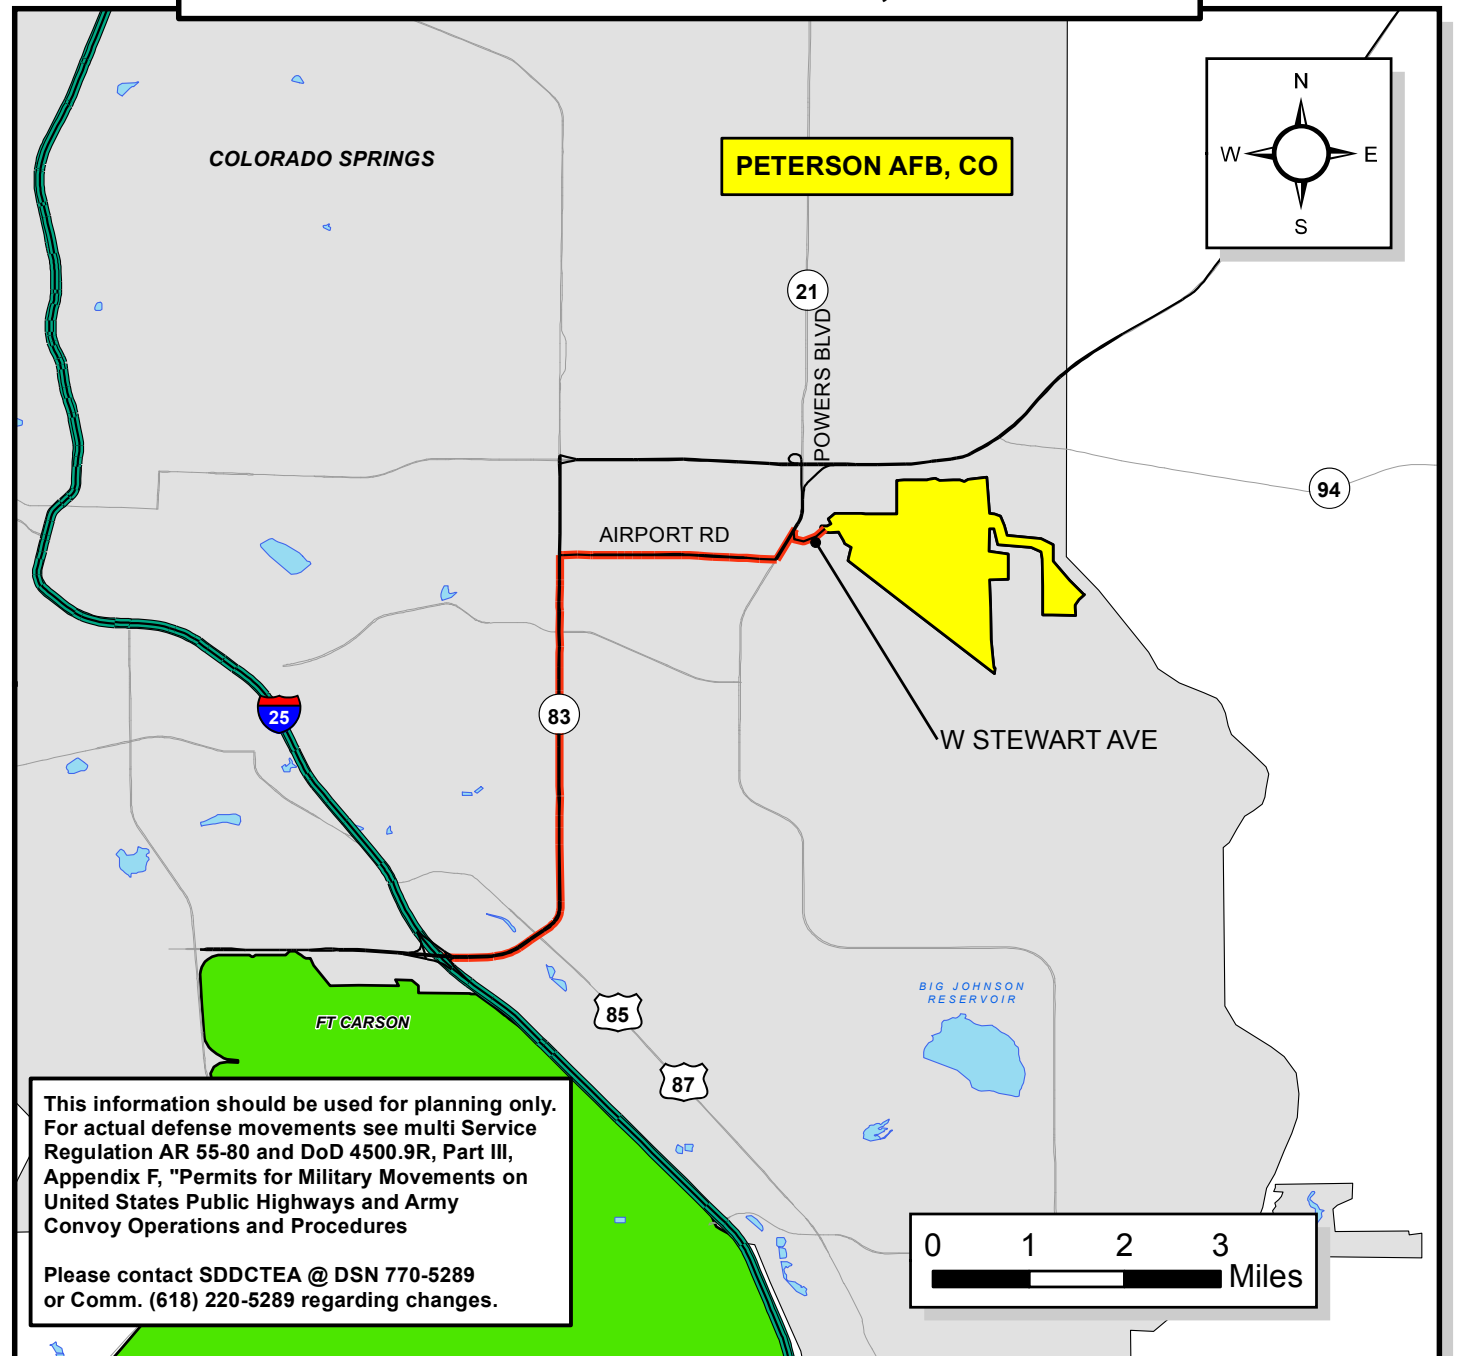 COLORADO SPRINGS
PETERSON AFB, CO
N
W
E
S
21
POWERS BLVD
94
AIRPORT RD
25
83
W STEWART AVE
BIG JOHNSON
RESERVOIR
85
FT CARSON
87
This information should be used for planning only.
For actual defense movements see multi Service
Regulation AR 55-80 and DoD 4500.9R, Part III,
Appendix F, "Permits for Military Movements on
United States Public Highways and Army
Convoy Operations and Procedures
Please contact SDDCTEA @ DSN 770-5289
or Comm. (618) 220-5289 regarding changes.
0 1 2 3
Miles